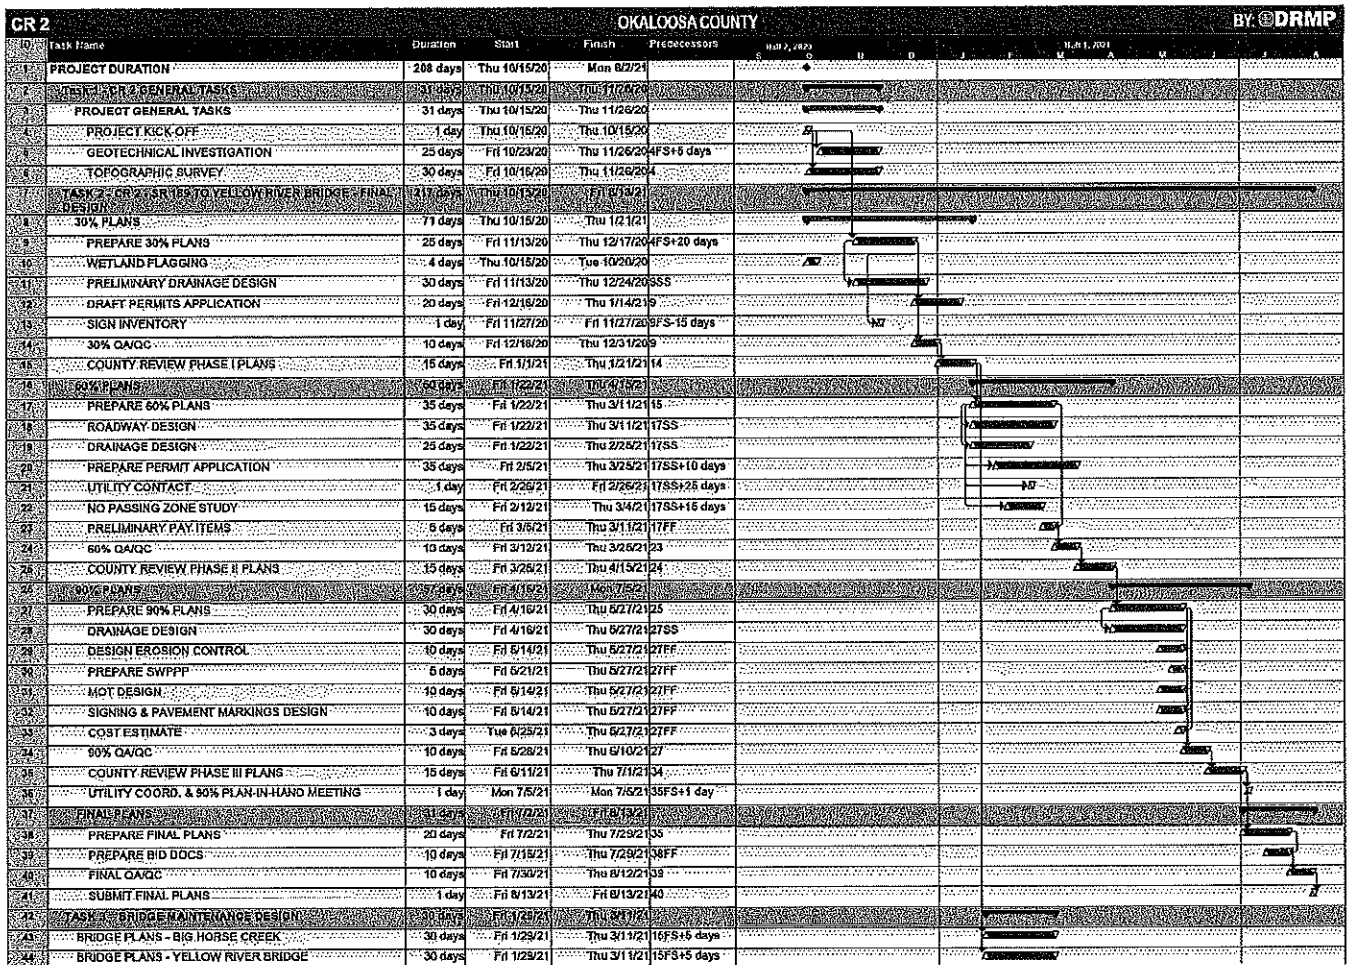 CR 2 OKALOOSA COUNTY BY: DRMP
ID Task Name Duration Start Finish Predecessors Half 2, 2020 Half 1, 2021
S O N D J F M A M J J A
1 PROJECT DURATION 208 days Thu 10/15/20 Mon 8/2/21
2 Task 1 - CR 2 GENERAL TASKS 31 days Thu 10/15/20 Thu 11/26/20
3 PROJECT GENERAL TASKS 31 days Thu 10/15/20 Thu 11/26/20
4 PROJECT KICK-OFF 1 day Thu 10/15/20 Thu 10/15/20
5 GEOTECHNICAL INVESTIGATION 25 days Fri 10/23/20 Thu 11/26/20 4FS+5 days
6 TOPOGRAPHIC SURVEY 30 days Fri 10/16/20 Thu 11/26/20 4
7 TASK 2 - CR 2 - SR 189 TO YELLOW RIVER BRIDGE - FINAL DESIGN 217 days Thu 10/15/20 Fri 8/13/21
8 30% PLANS 71 days Thu 10/15/20 Thu 1/21/21
9 PREPARE 30% PLANS 25 days Fri 11/13/20 Thu 12/17/20 4FS+20 days
10 WETLAND FLAGGING 4 days Thu 10/15/20 Tue 10/20/20
11 PRELIMINARY DRAINAGE DESIGN 30 days Fri 11/13/20 Thu 12/24/20 9SS
12 DRAFT PERMITS APPLICATION 20 days Fri 12/18/20 Thu 1/14/21 9
13 SIGN INVENTORY 1 day Fri 11/27/20 Fri 11/27/20 9FS-15 days
14 30% QA/QC 10 days Fri 12/18/20 Thu 12/31/20 9
15 COUNTY REVIEW PHASE I PLANS 15 days Fri 1/1/21 Thu 1/21/21 14
16 60% PLANS 60 days Fri 1/22/21 Thu 4/15/21
17 PREPARE 60% PLANS 35 days Fri 1/22/21 Thu 3/11/21 15
18 ROADWAY DESIGN 35 days Fri 1/22/21 Thu 3/11/21 17SS
19 DRAINAGE DESIGN 25 days Fri 1/22/21 Thu 2/25/21 17SS
20 PREPARE PERMIT APPLICATION 35 days Fri 2/5/21 Thu 3/25/21 17SS+10 days
21 UTILITY CONTACT 1 day Fri 2/26/21 Fri 2/26/21 17SS+25 days
22 NO PASSING ZONE STUDY 15 days Fri 2/12/21 Thu 3/4/21 17SS+15 days
23 PRELIMINARY PAY ITEMS 5 days Fri 3/5/21 Thu 3/11/21 17FF
24 60% QA/QC 10 days Fri 3/12/21 Thu 3/25/21 23
25 COUNTY REVIEW PHASE II PLANS 15 days Fri 3/26/21 Thu 4/15/21 24
26 90% PLANS 57 days Fri 4/16/21 Mon 7/5/21
27 PREPARE 90% PLANS 30 days Fri 4/16/21 Thu 5/27/21 25
28 DRAINAGE DESIGN 30 days Fri 4/16/21 Thu 5/27/21 27SS
29 DESIGN EROSION CONTROL 10 days Fri 5/14/21 Thu 5/27/21 27FF
30 PREPARE SWPPP 5 days Fri 5/21/21 Thu 5/27/21 27FF
31 MOT DESIGN 10 days Fri 5/14/21 Thu 5/27/21 27FF
32 SIGNING & PAVEMENT MARKINGS DESIGN 10 days Fri 5/14/21 Thu 5/27/21 27FF
33 COST ESTIMATE 3 days Tue 5/25/21 Thu 5/27/21 27FF
34 90% QA/QC 10 days Fri 5/28/21 Thu 6/10/21 27
35 COUNTY REVIEW PHASE III PLANS 15 days Fri 6/11/21 Thu 7/1/21 34
36 UTILITY COORD. & 90% PLAN-IN-HAND MEETING 1 day Mon 7/5/21 Mon 7/5/21 35FS+1 day
37 FINAL PLANS 31 days Fri 7/2/21 Fri 8/13/21
38 PREPARE FINAL PLANS 20 days Fri 7/2/21 Thu 7/29/21 35
39 PREPARE BID DOCS 10 days Fri 7/16/21 Thu 7/29/21 38FF
40 FINAL QA/QC 10 days Fri 7/30/21 Thu 8/12/21 39
41 SUBMIT FINAL PLANS 1 day Fri 8/13/21 Fri 8/13/21 40
42 TASK 3 - BRIDGE MAINTENANCE DESIGN 30 days Fri 1/29/21 Thu 3/11/21
43 BRIDGE PLANS - BIG HORSE CREEK 30 days Fri 1/29/21 Thu 3/11/21 15FS+5 days
44 BRIDGE PLANS - YELLOW RIVER BRIDGE 30 days Fri 1/29/21 Thu 3/11/21 15FS+5 days